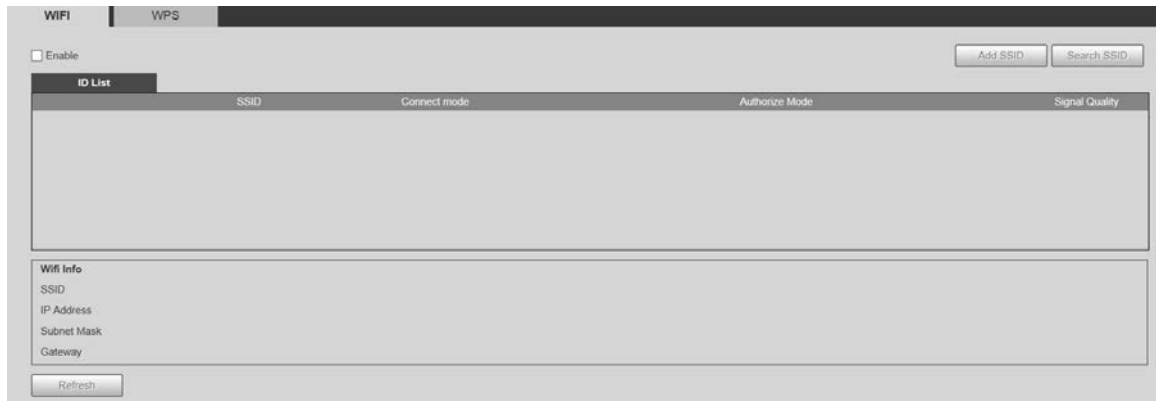 WIFI WPS
Enable Add SSID Search SSID
ID List
SSID Connect mode Authorize Mode Signal Quality
Wifi Info
SSID
IP Address
Subnet Mask
Gateway
Refresh